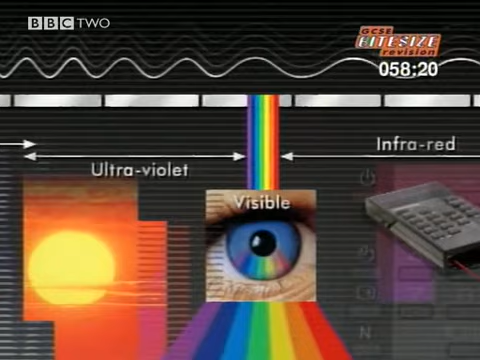 BBC TWO
GCSE
BITESIZE
revision
058:20
Infra-red
Ultra-violet
Visible
N